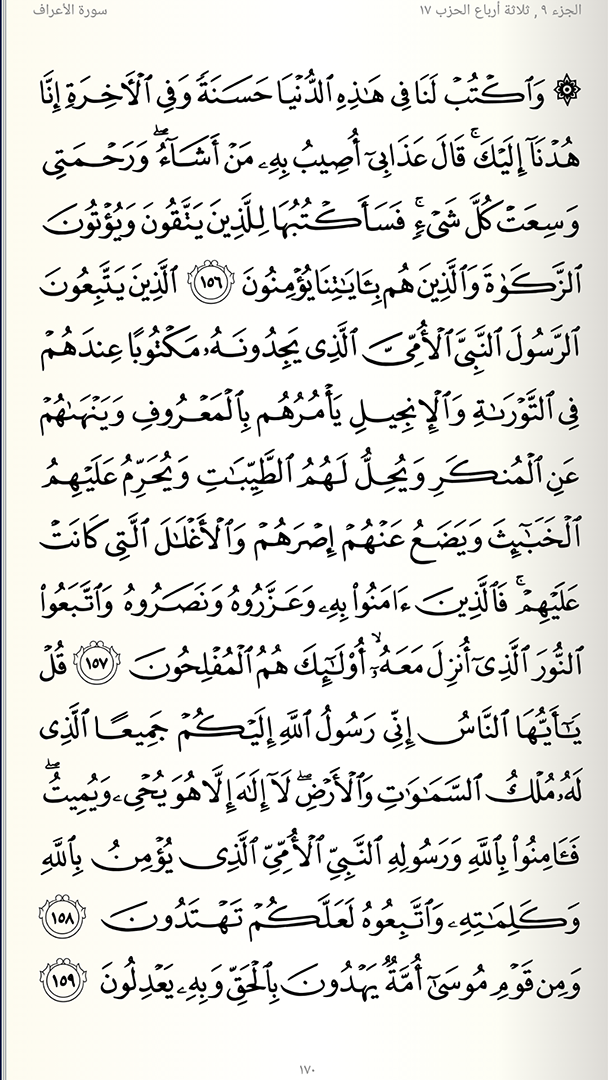 الجزء ٩ , ثلاثة أرباع الحزب ١٧ سورة الأعراف
۞ وَٱكۡتُبۡ لَنَا فِي هَٰذِهِ ٱلدُّنۡيَا حَسَنَةٗ وَفِي ٱلۡأٓخِرَةِ إِنَّا
هُدۡنَآ إِلَيۡكَۚ قَالَ عَذَابِيٓ أُصِيبُ بِهِۦ مَنۡ أَشَآءُۖ وَرَحۡمَتِي
وَسِعَتۡ كُلَّ شَيۡءٖۚ فَسَأَكۡتُبُهَا لِلَّذِينَ يَتَّقُونَ وَيُؤۡتُونَ
ٱلزَّكَوٰةَ وَٱلَّذِينَ هُم بِـَٔايَٰتِنَا يُؤۡمِنُونَ ١٥٦ ٱلَّذِينَ يَتَّبِعُونَ
ٱلرَّسُولَ ٱلنَّبِيَّ ٱلۡأُمِّيَّ ٱلَّذِي يَجِدُونَهُۥ مَكۡتُوبًا عِندَهُمۡ
فِي ٱلتَّوۡرَىٰةِ وَٱلۡإِنجِيلِ يَأۡمُرُهُم بِٱلۡمَعۡرُوفِ وَيَنۡهَىٰهُمۡ
عَنِ ٱلۡمُنكَرِ وَيُحِلُّ لَهُمُ ٱلطَّيِّبَٰتِ وَيُحَرِّمُ عَلَيۡهِمُ
ٱلۡخَبَٰٓئِثَ وَيَضَعُ عَنۡهُمۡ إِصۡرَهُمۡ وَٱلۡأَغۡلَٰلَ ٱلَّتِي كَانَتۡ
عَلَيۡهِمۡۚ فَٱلَّذِينَ ءَامَنُواْ بِهِۦ وَعَزَّرُوهُ وَنَصَرُوهُ وَٱتَّبَعُواْ
ٱلنُّورَ ٱلَّذِيٓ أُنزِلَ مَعَهُۥٓ ۙ أُوْلَٰٓئِكَ هُمُ ٱلۡمُفۡلِحُونَ ١٥٧ قُلۡ
يَٰٓأَيُّهَا ٱلنَّاسُ إِنِّي رَسُولُ ٱللَّهِ إِلَيۡكُمۡ جَمِيعًا ٱلَّذِي
لَهُۥ مُلۡكُ ٱلسَّمَٰوَٰتِ وَٱلۡأَرۡضِۖ لَآ إِلَٰهَ إِلَّا هُوَ يُحۡيِۦ وَيُمِيتُۖ
فَـَٔامِنُواْ بِٱللَّهِ وَرَسُولِهِ ٱلنَّبِيِّ ٱلۡأُمِّيِّ ٱلَّذِي يُؤۡمِنُ بِٱللَّهِ
وَكَلِمَٰتِهِۦ وَٱتَّبِعُوهُ لَعَلَّكُمۡ تَهۡتَدُونَ ١٥٨
وَمِن قَوۡمِ مُوسَىٰٓ أُمَّةٞ يَهۡدُونَ بِٱلۡحَقِّ وَبِهِۦ يَعۡدِلُونَ ١٥٩
١٧٠